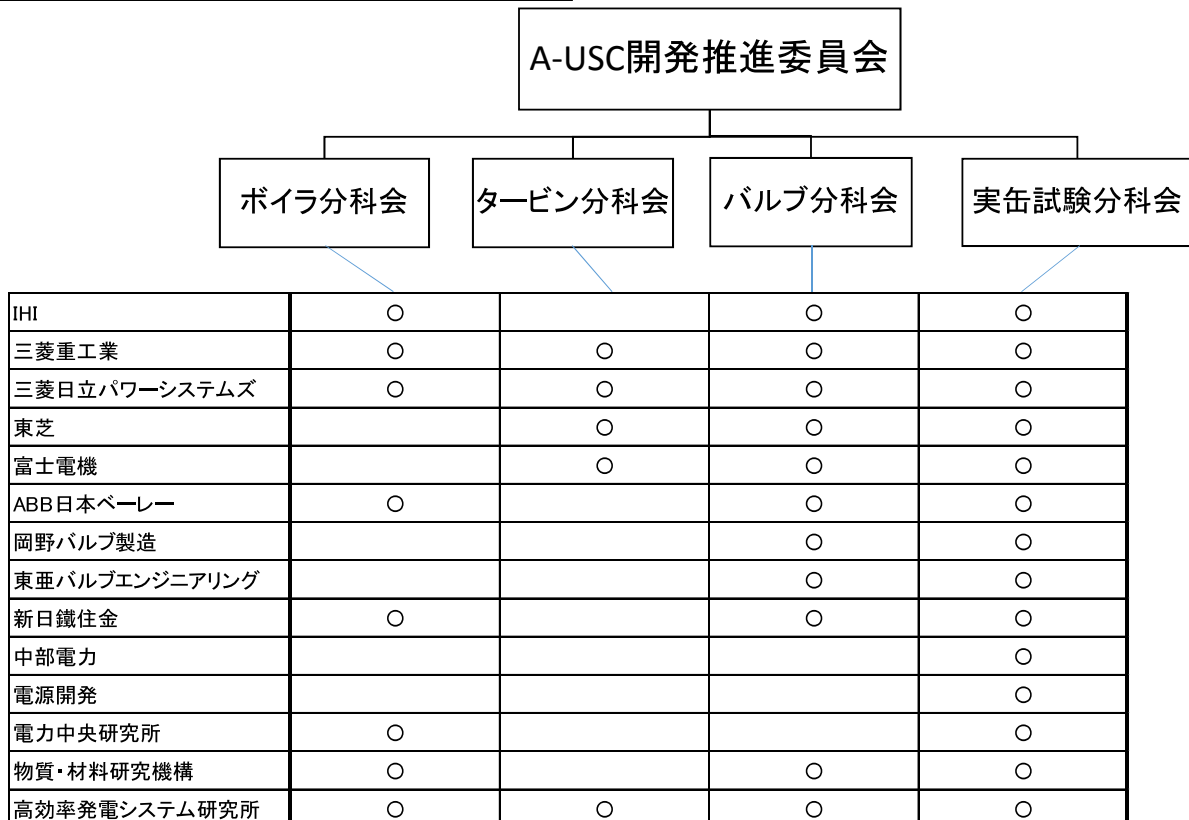 A-USC開発推進委員会
ボイラ分科会 タービン分科会 バルブ分科会 実缶試験分科会
IHI ○ ○ ○
三菱重工業 ○ ○ ○ ○
三菱日立パワーシステムズ ○ ○ ○ ○
東芝 ○ ○ ○
富士電機 ○ ○ ○
ABB日本ベーレー ○ ○ ○
岡野バルブ製造 ○ ○
東亜バルブエンジニアリング ○ ○
新日鐵住金 ○ ○ ○
中部電力 ○
電源開発 ○
電力中央研究所 ○ ○
物質・材料研究機構 ○ ○ ○
高効率発電システム研究所 ○ ○ ○ ○